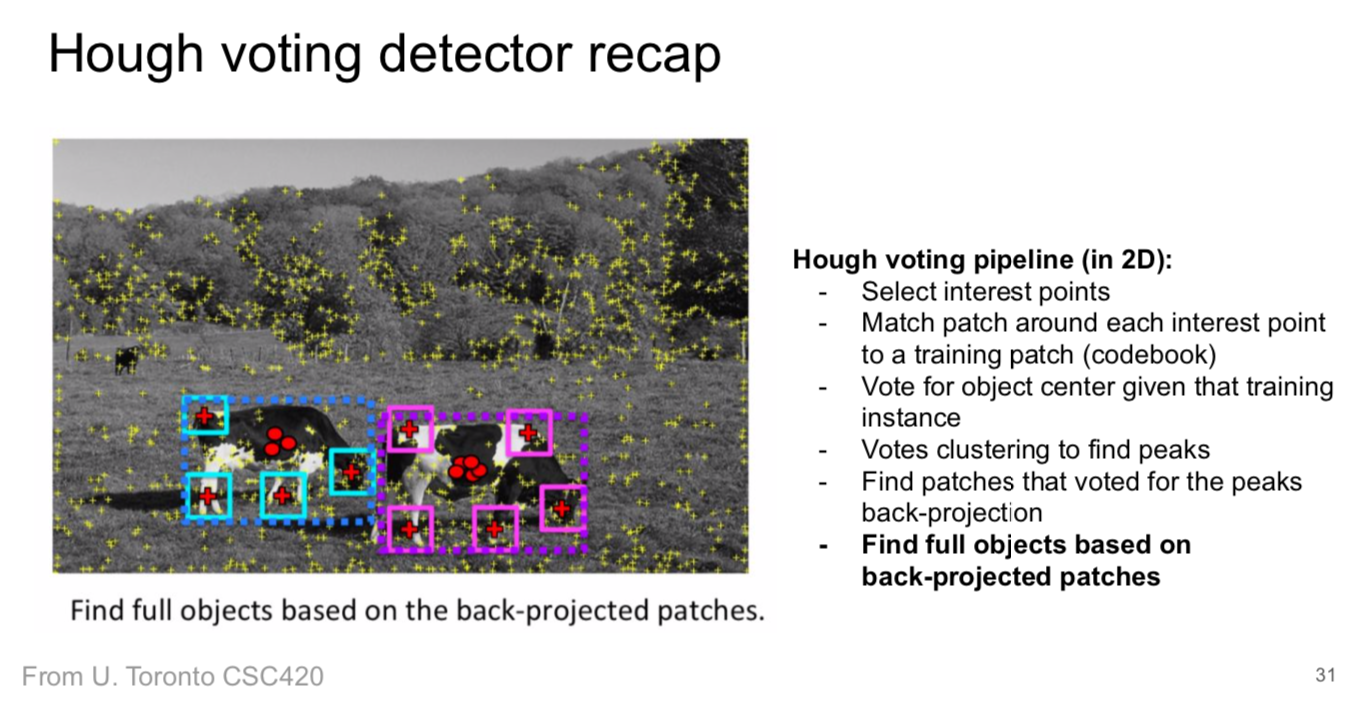 Hough voting detector recap
Hough voting pipeline (in 2D):
- Select interest points
- Match patch around each interest point
to a training patch (codebook)
- Vote for object center given that training
instance
- Votes clustering to find peaks
- Find patches that voted for the peaks
back-projection
- Find full objects based on
back-projected patches
Find full objects based on the back-projected patches.
From U. Toronto CSC420
31